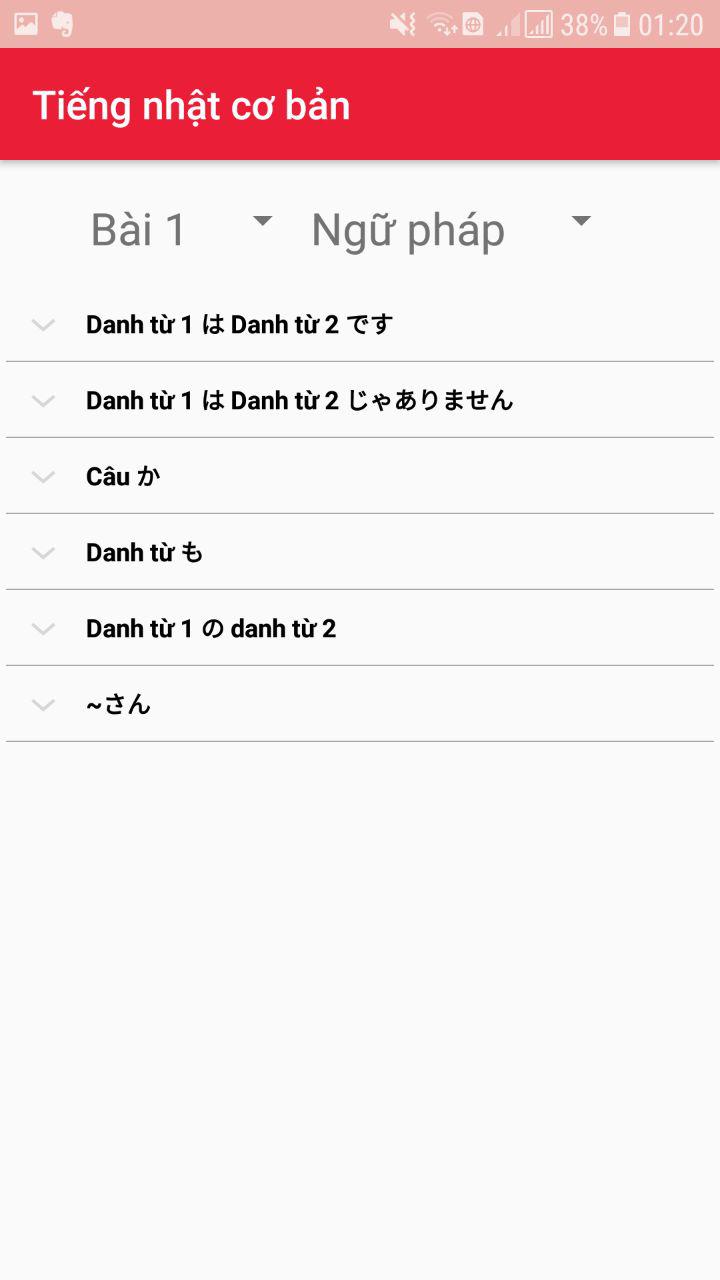 38% 01:20
Tiếng nhật cơ bản
Bài 1 Ngữ pháp
Danh từ 1 は Danh từ 2 です
Danh từ 1 は Danh từ 2 じゃありません
Câu か
Danh từ も
Danh từ 1 の danh từ 2
~さん